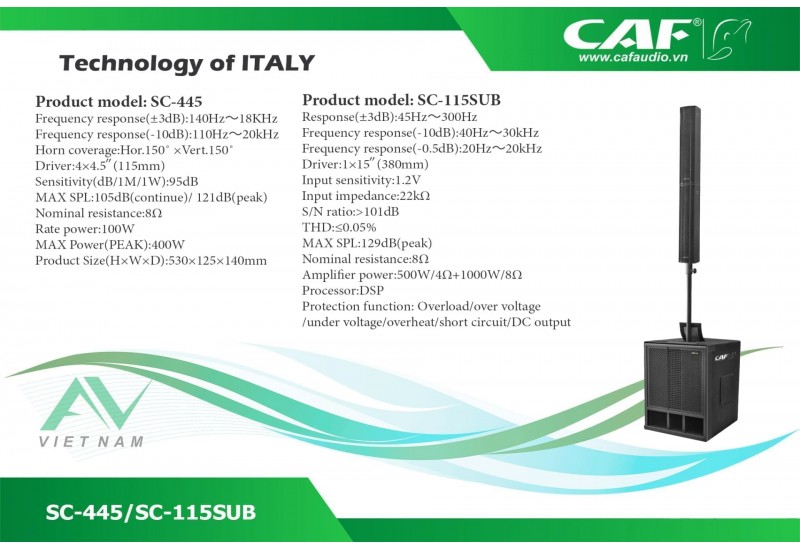 CAF®
www.cafaudio.vn
Technology of ITALY
Product model: SC-445
Frequency response(±3dB):140Hz～18KHz
Frequency response(-10dB):110Hz～20kHz
Horn coverage:Hor.150° ×Vert.150°
Driver:4×4.5″(115mm)
Sensitivity(dB/1M/1W):95dB
MAX SPL:105dB(continue)/ 121dB(peak)
Nominal resistance:8Ω
Rate power:100W
MAX Power(PEAK):400W
Product Size(H×W×D):530×125×140mm
Product model: SC-115SUB
Response(±3dB):45Hz～300Hz
Frequency response(-10dB):40Hz～30kHz
Frequency response(-0.5dB):20Hz～20kHz
Driver:1×15″(380mm)
Input sensitivity:1.2V
Input impedance:22kΩ
S/N ratio:>101dB
THD:≤0.05%
MAX SPL:129dB(peak)
Nominal resistance:8Ω
Amplifier power:500W/4Ω+1000W/8Ω
Processor:DSP
Protection function: Overload/over voltage
/under voltage/overheat/short circuit/DC output
CAF
AV
VIET NAM
SC-445/SC-115SUB